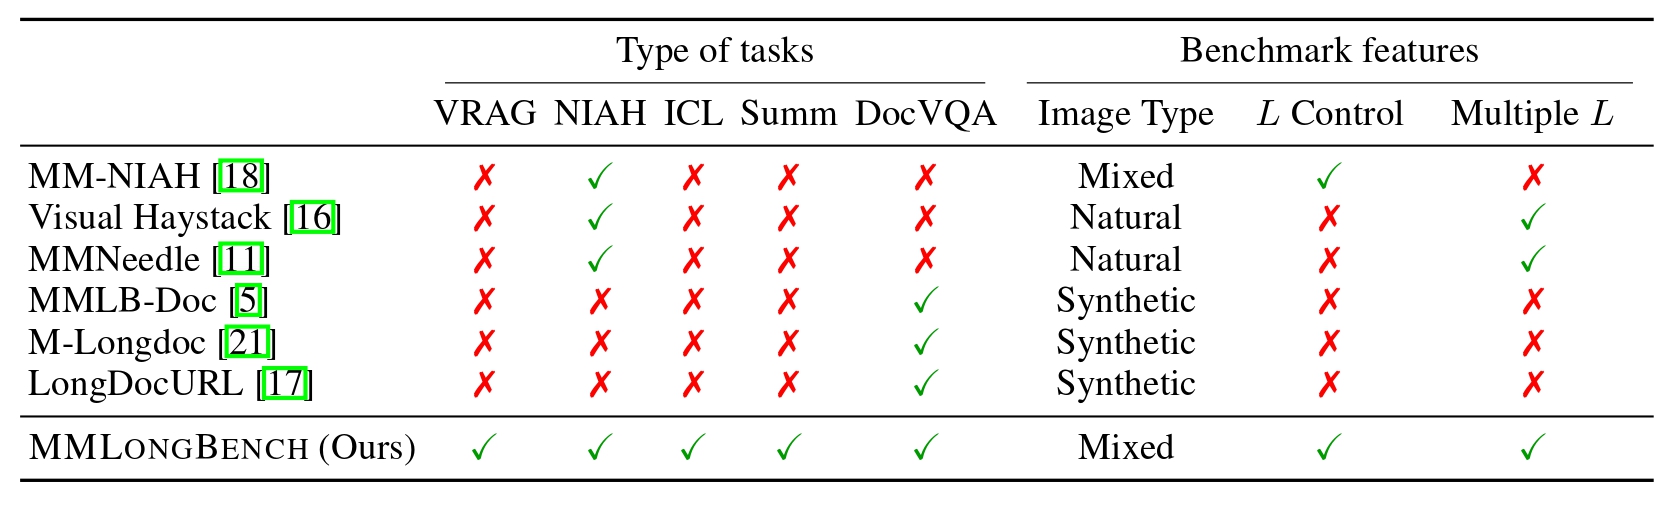 Type of tasks Benchmark features
VRAG NIAH ICL Summ DocVQA Image Type L Control Multiple L
MM-NIAH [18] ✗ ✓ ✗ ✗ ✗ Mixed ✓ ✗
Visual Haystack [16] ✗ ✓ ✗ ✗ ✗ Natural ✗ ✓
MMNeedle [11] ✗ ✓ ✗ ✗ ✗ Natural ✗ ✓
MMLB-Doc [5] ✗ ✗ ✗ ✗ ✓ Synthetic ✗ ✗
M-Longdoc [21] ✗ ✗ ✗ ✗ ✓ Synthetic ✗ ✗
LongDocURL [17] ✗ ✗ ✗ ✗ ✓ Synthetic ✗ ✗
MMLONGBENCH (Ours) ✓ ✓ ✓ ✓ ✓ Mixed ✓ ✓